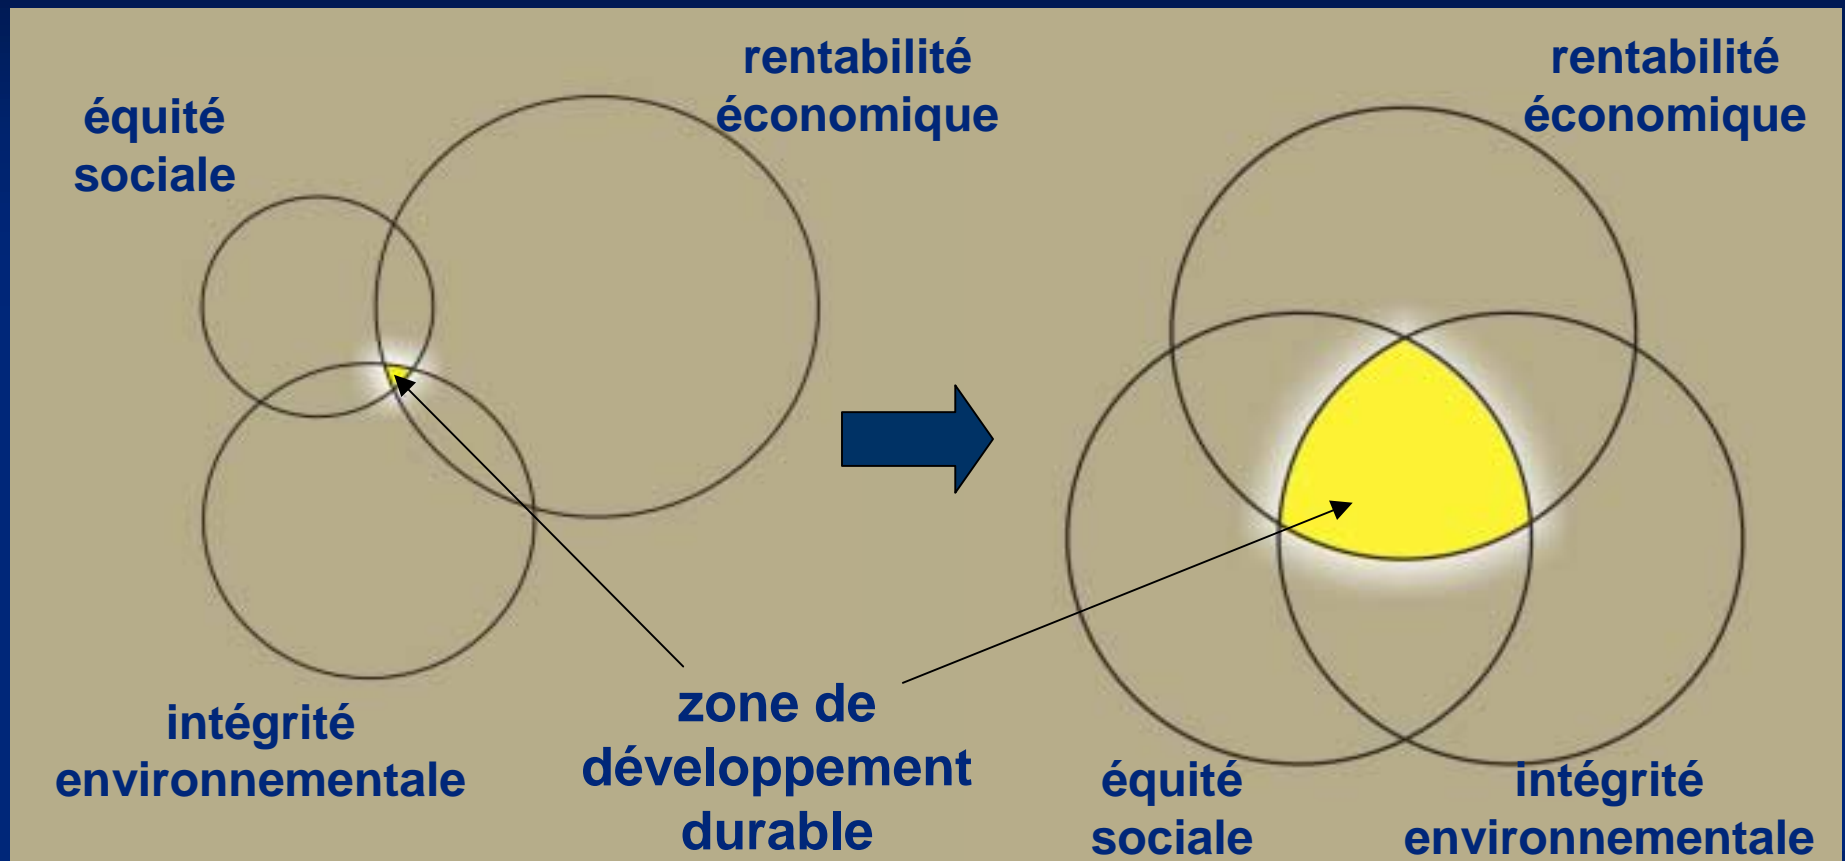 équité
sociale
rentabilité
économique
intégrité
environnementale
zone de
développement
durable
rentabilité
économique
équité
sociale
intégrité
environnementale